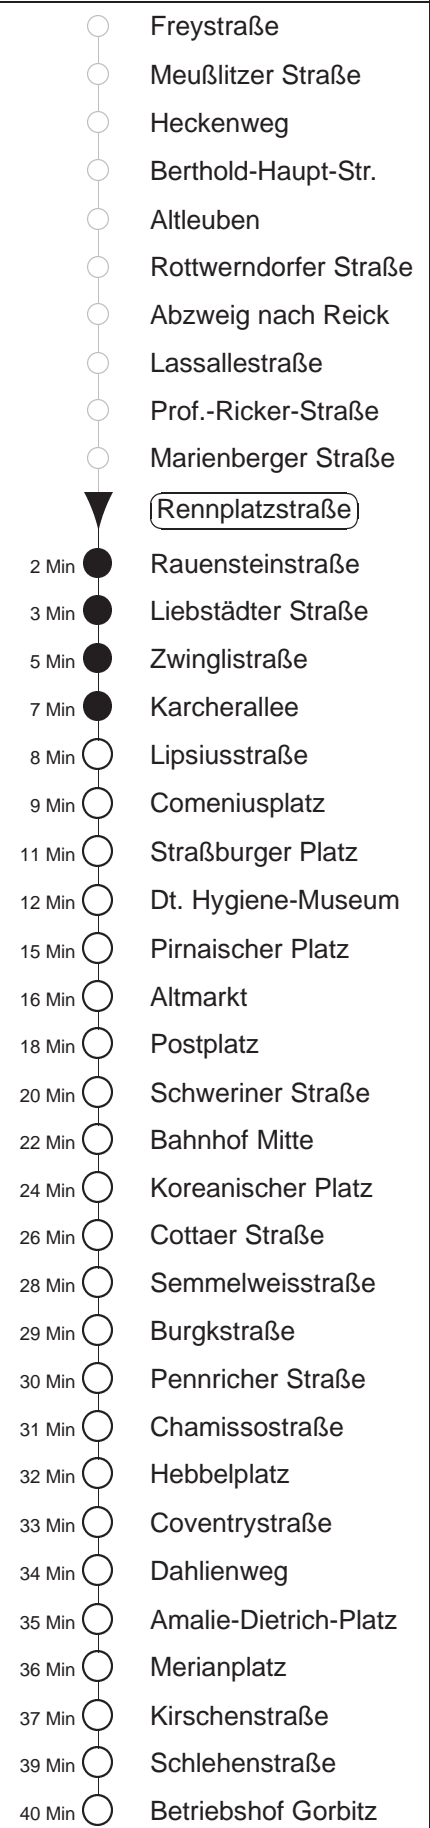 Freystraße
Meußlitzer Straße
Heckenweg
Berthold-Haupt-Str.
Altleuben
Rottwerndorfer Straße
Abzweig nach Reick
Lassallestraße
Prof.-Ricker-Straße
Marienberger Straße
Rennplatzstraße
2 Min Rauensteinstraße
3 Min Liebstädter Straße
5 Min Zwinglistraße
7 Min Karcherallee
8 Min Lipsiusstraße
9 Min Comeniusplatz
11 Min Straßburger Platz
12 Min Dt. Hygiene-Museum
15 Min Pirnaischer Platz
16 Min Altmarkt
18 Min Postplatz
20 Min Schweriner Straße
22 Min Bahnhof Mitte
24 Min Koreanischer Platz
26 Min Cottaer Straße
28 Min Semmelweisstraße
29 Min Burgkstraße
30 Min Pennricher Straße
31 Min Chamissostraße
32 Min Hebbelplatz
33 Min Coventrystraße
34 Min Dahlienweg
35 Min Amalie-Dietrich-Platz
36 Min Merianplatz
37 Min Kirschenstraße
39 Min Schlehenstraße
40 Min Betriebshof Gorbitz